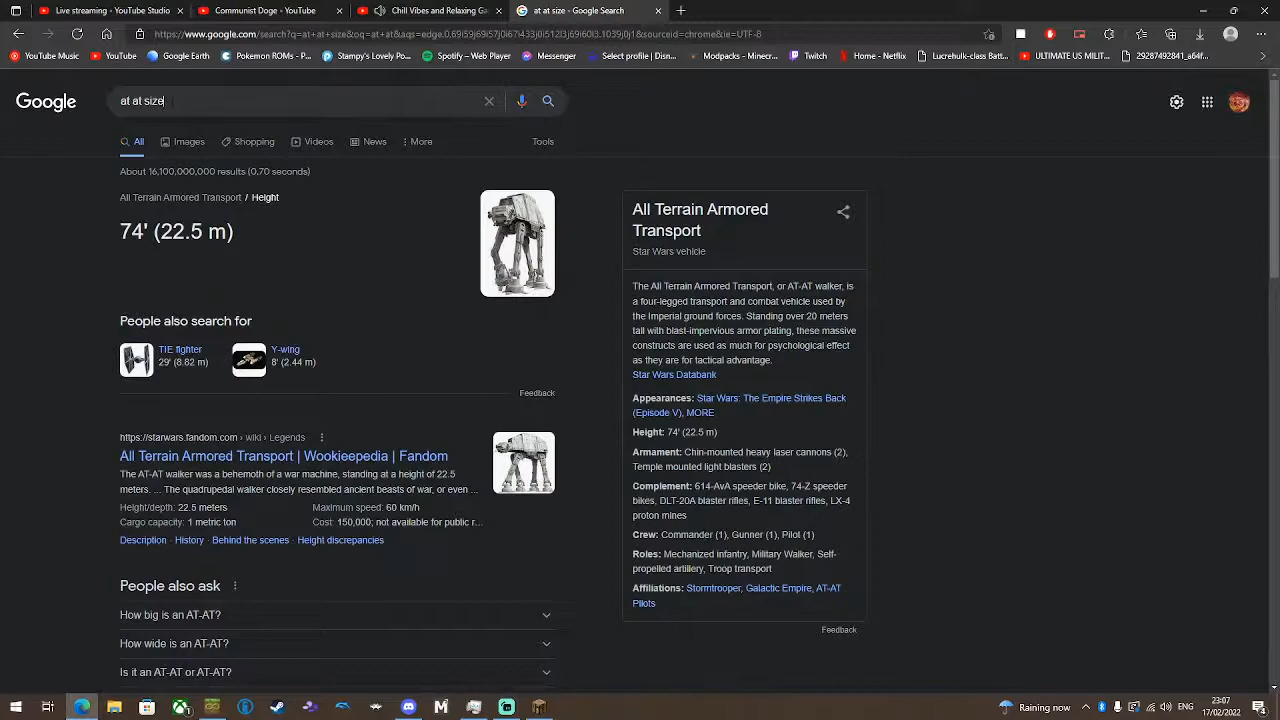 Live streaming - YouTube Studio
Communist Doge - YouTube
Chill Vibes and Relaxing Ga
at at size - Google Search
YouTube Music
YouTube
Google Earth
Pokemon ROMs -...
Stampy's Lovely Po...
Spotify - Web Player
Messenger
Select profile | Disn...
Modpacks - Minecr...
Twitch
Home - Netflix
Lucrehulk-class Batt...
ULTIMATE US MILIT...
29287492841_a64f...
Google
at at size
All
Images
Shopping
Videos
News
More
Tools
About 16,100,000,000 results (0.70 seconds)
All Terrain Armored Transport / Height
74' (22.5 m)
People also search for
TIE fighter
29' (8.82 m)
Y-wing
8' (2.44 m)
Feedback
https://starwars.fandom.com › wiki › Legends
All Terrain Armored Transport | Wookieepedia | Fandom
The AT-AT walker was a behemoth of a war machine, standing at a height of 22.5
meters. ... The quadrupedal walker closely resembled ancient beasts of war, or even ...
Height/depth: 22.5 meters
Maximum speed: 60 km/h
Cargo capacity: 1 metric ton
Cost: 150,000; not available for public r...
Description · History · Behind the scenes · Height discrepancies
People also ask
How big is an AT-AT?
How wide is an AT-AT?
Is it an AT-AT or AT-AT?
All Terrain Armored
Transport
Star Wars vehicle
The All Terrain Armored Transport, or AT-AT walker, is
a four-legged transport and combat vehicle used by
the Imperial ground forces. Standing over 20 meters
tall with blast-impervious armor plating, these massive
constructs are used as much for psychological effect
as they are for tactical advantage.
Star Wars Databank
Appearances: Star Wars: The Empire Strikes Back
(Episode V), MORE
Height: 74' (22.5 m)
Armament: Chin-mounted heavy laser cannons (2),
Temple mounted light blasters (2)
Complement: 614-AvA speeder bike, 74-Z speeder
bikes, DLT-20A blaster rifles, E-11 blaster rifles, LX-4
proton mines
Crew: Commander (1), Gunner (1), Pilot (1)
Roles: Mechanized infantry, Military Walker, Self-
propelled artillery, Troop transport
Affiliations: Stormtrooper, Galactic Empire, AT-AT
Pilots
Feedback
Raining now
ENG
23:07
17/02/2022